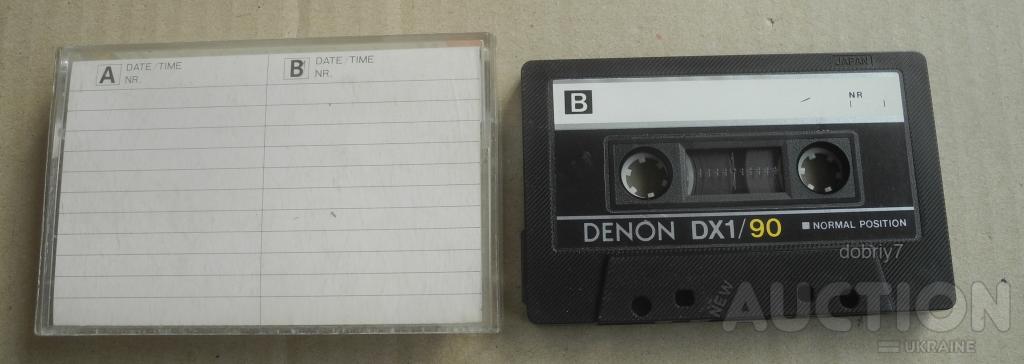 A DATE/TIME
NR.
B DATE/TIME
NR.
JAPAN
B
NR
( )
DENON DX1/90 ■ NORMAL POSITION
dobriy7
NEW
AUCTION
UKRAINE